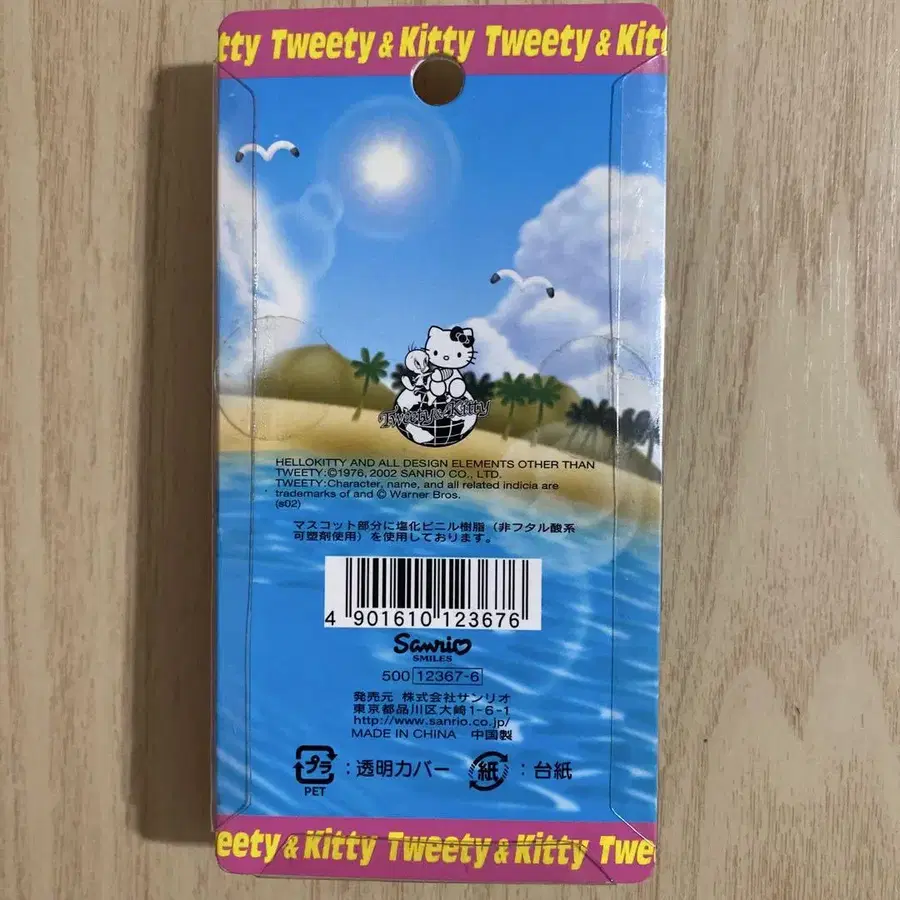 tty Tweety & Kitty Tweety & Kitt
Tweety & Kitty
HELLOKITTY AND ALL DESIGN ELEMENTS OTHER THAN
TWEETY:©1976, 2002 SANRIO CO., LTD.
TWEETY:Character, name, and all related indicia are
trademarks of and © Warner Bros.
(s02)
マスコット部分に塩化ビニル樹脂（非フタル酸系
可塑剤使用）を使用しております。
4 901610 123676
Sanrio
SMILES
500 12367-6
発売元 株式会社サンリオ
東京都品川区大崎1-6-1
http://www.sanrio.co.jp/
MADE IN CHINA 中国製
プラ :透明カバー 紙 :台紙
PET
eety & Kitty Tweety & Kitty Twe